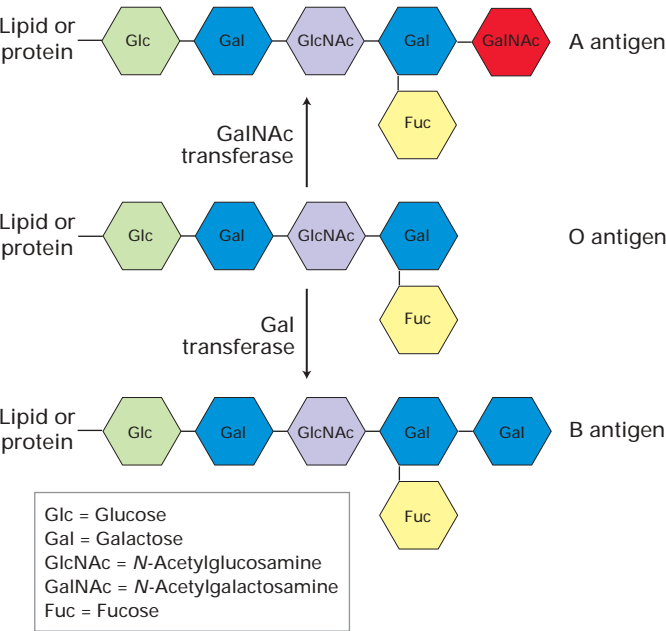 Lipid or
protein
Glc
Gal
GlcNAc
Gal
GalNAc
A antigen
Fuc
GalNAc
transferase
Lipid or
protein
Glc
Gal
GlcNAc
Gal
O antigen
Fuc
Gal
transferase
Lipid or
protein
Glc
Gal
GlcNAc
Gal
Gal
B antigen
Fuc
Glc = Glucose
Gal = Galactose
GlcNAc = N-Acetylglucosamine
GalNAc = N-Acetylgalactosamine
Fuc = Fucose